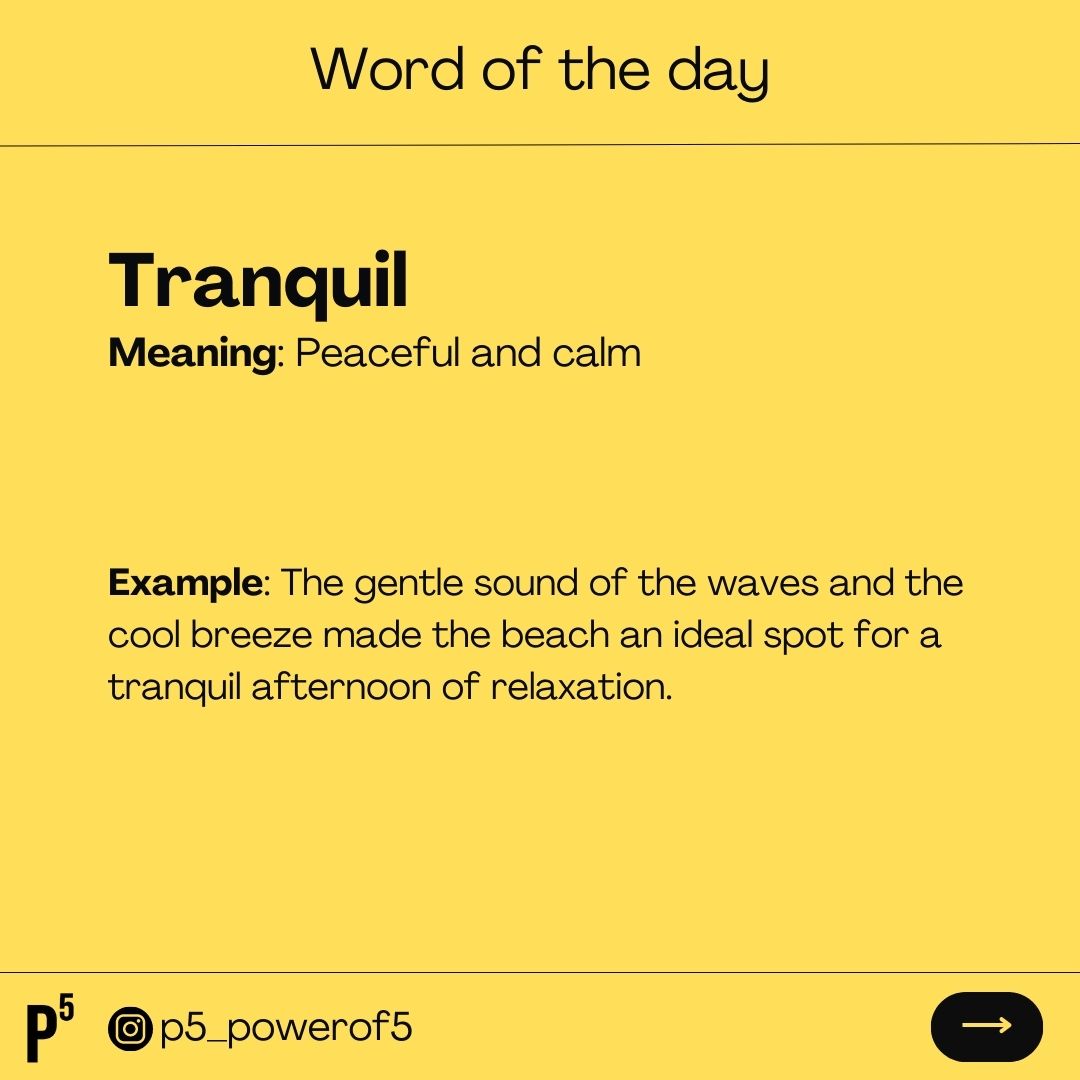 Word of the day
Tranquil
Meaning: Peaceful and calm
Example: The gentle sound of the waves and the
cool breeze made the beach an ideal spot for a
tranquil afternoon of relaxation.
P⁵ p5_powerof5